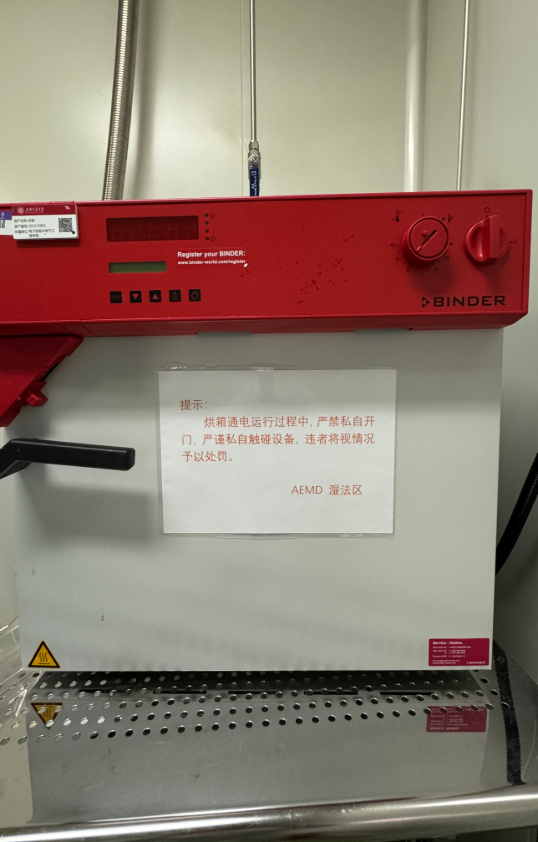 Register your BINDER:
www.binder-world.com/register
BINDER
提示:
烘箱通电运行过程中,严禁私自开
门,严谨私自触碰设备,违者将视情况
予以处罚。
AEMD 湿法区
Service - Hotline